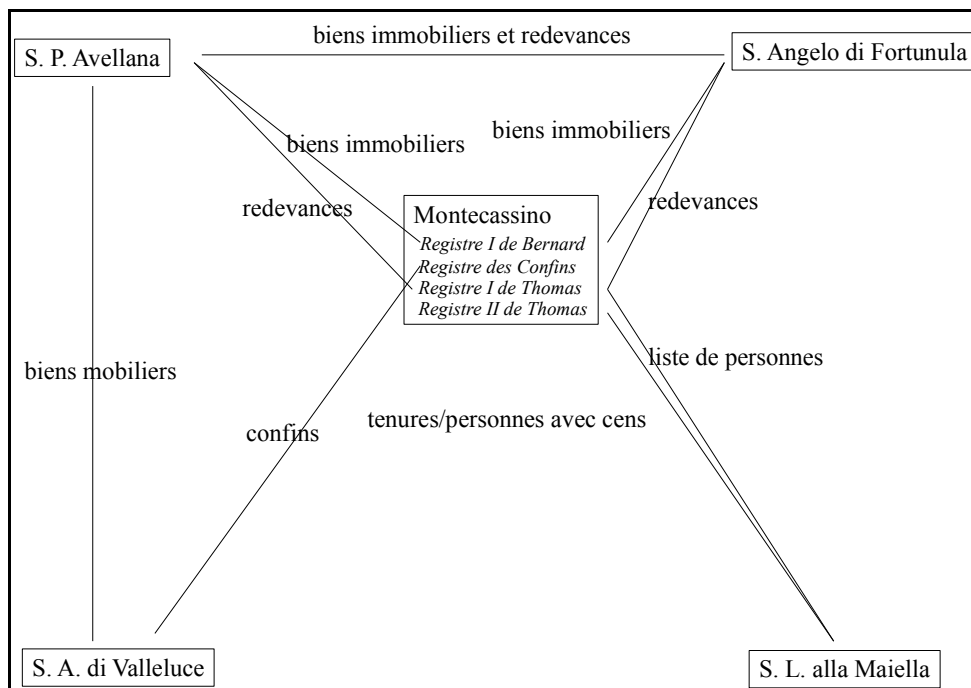 biens immobiliers et redevances
S. P. Avellana
S. Angelo di Fortunula
biens immobiliers
biens immobiliers
redevances
redevances
Montecassino
Registre I de Bernard
Registre des Confins
Registre I de Thomas
Registre II de Thomas
liste de personnes
biens mobiliers
tenures/personnes avec cens
confins
S. A. di Valleluce
S. L. alla Maiella